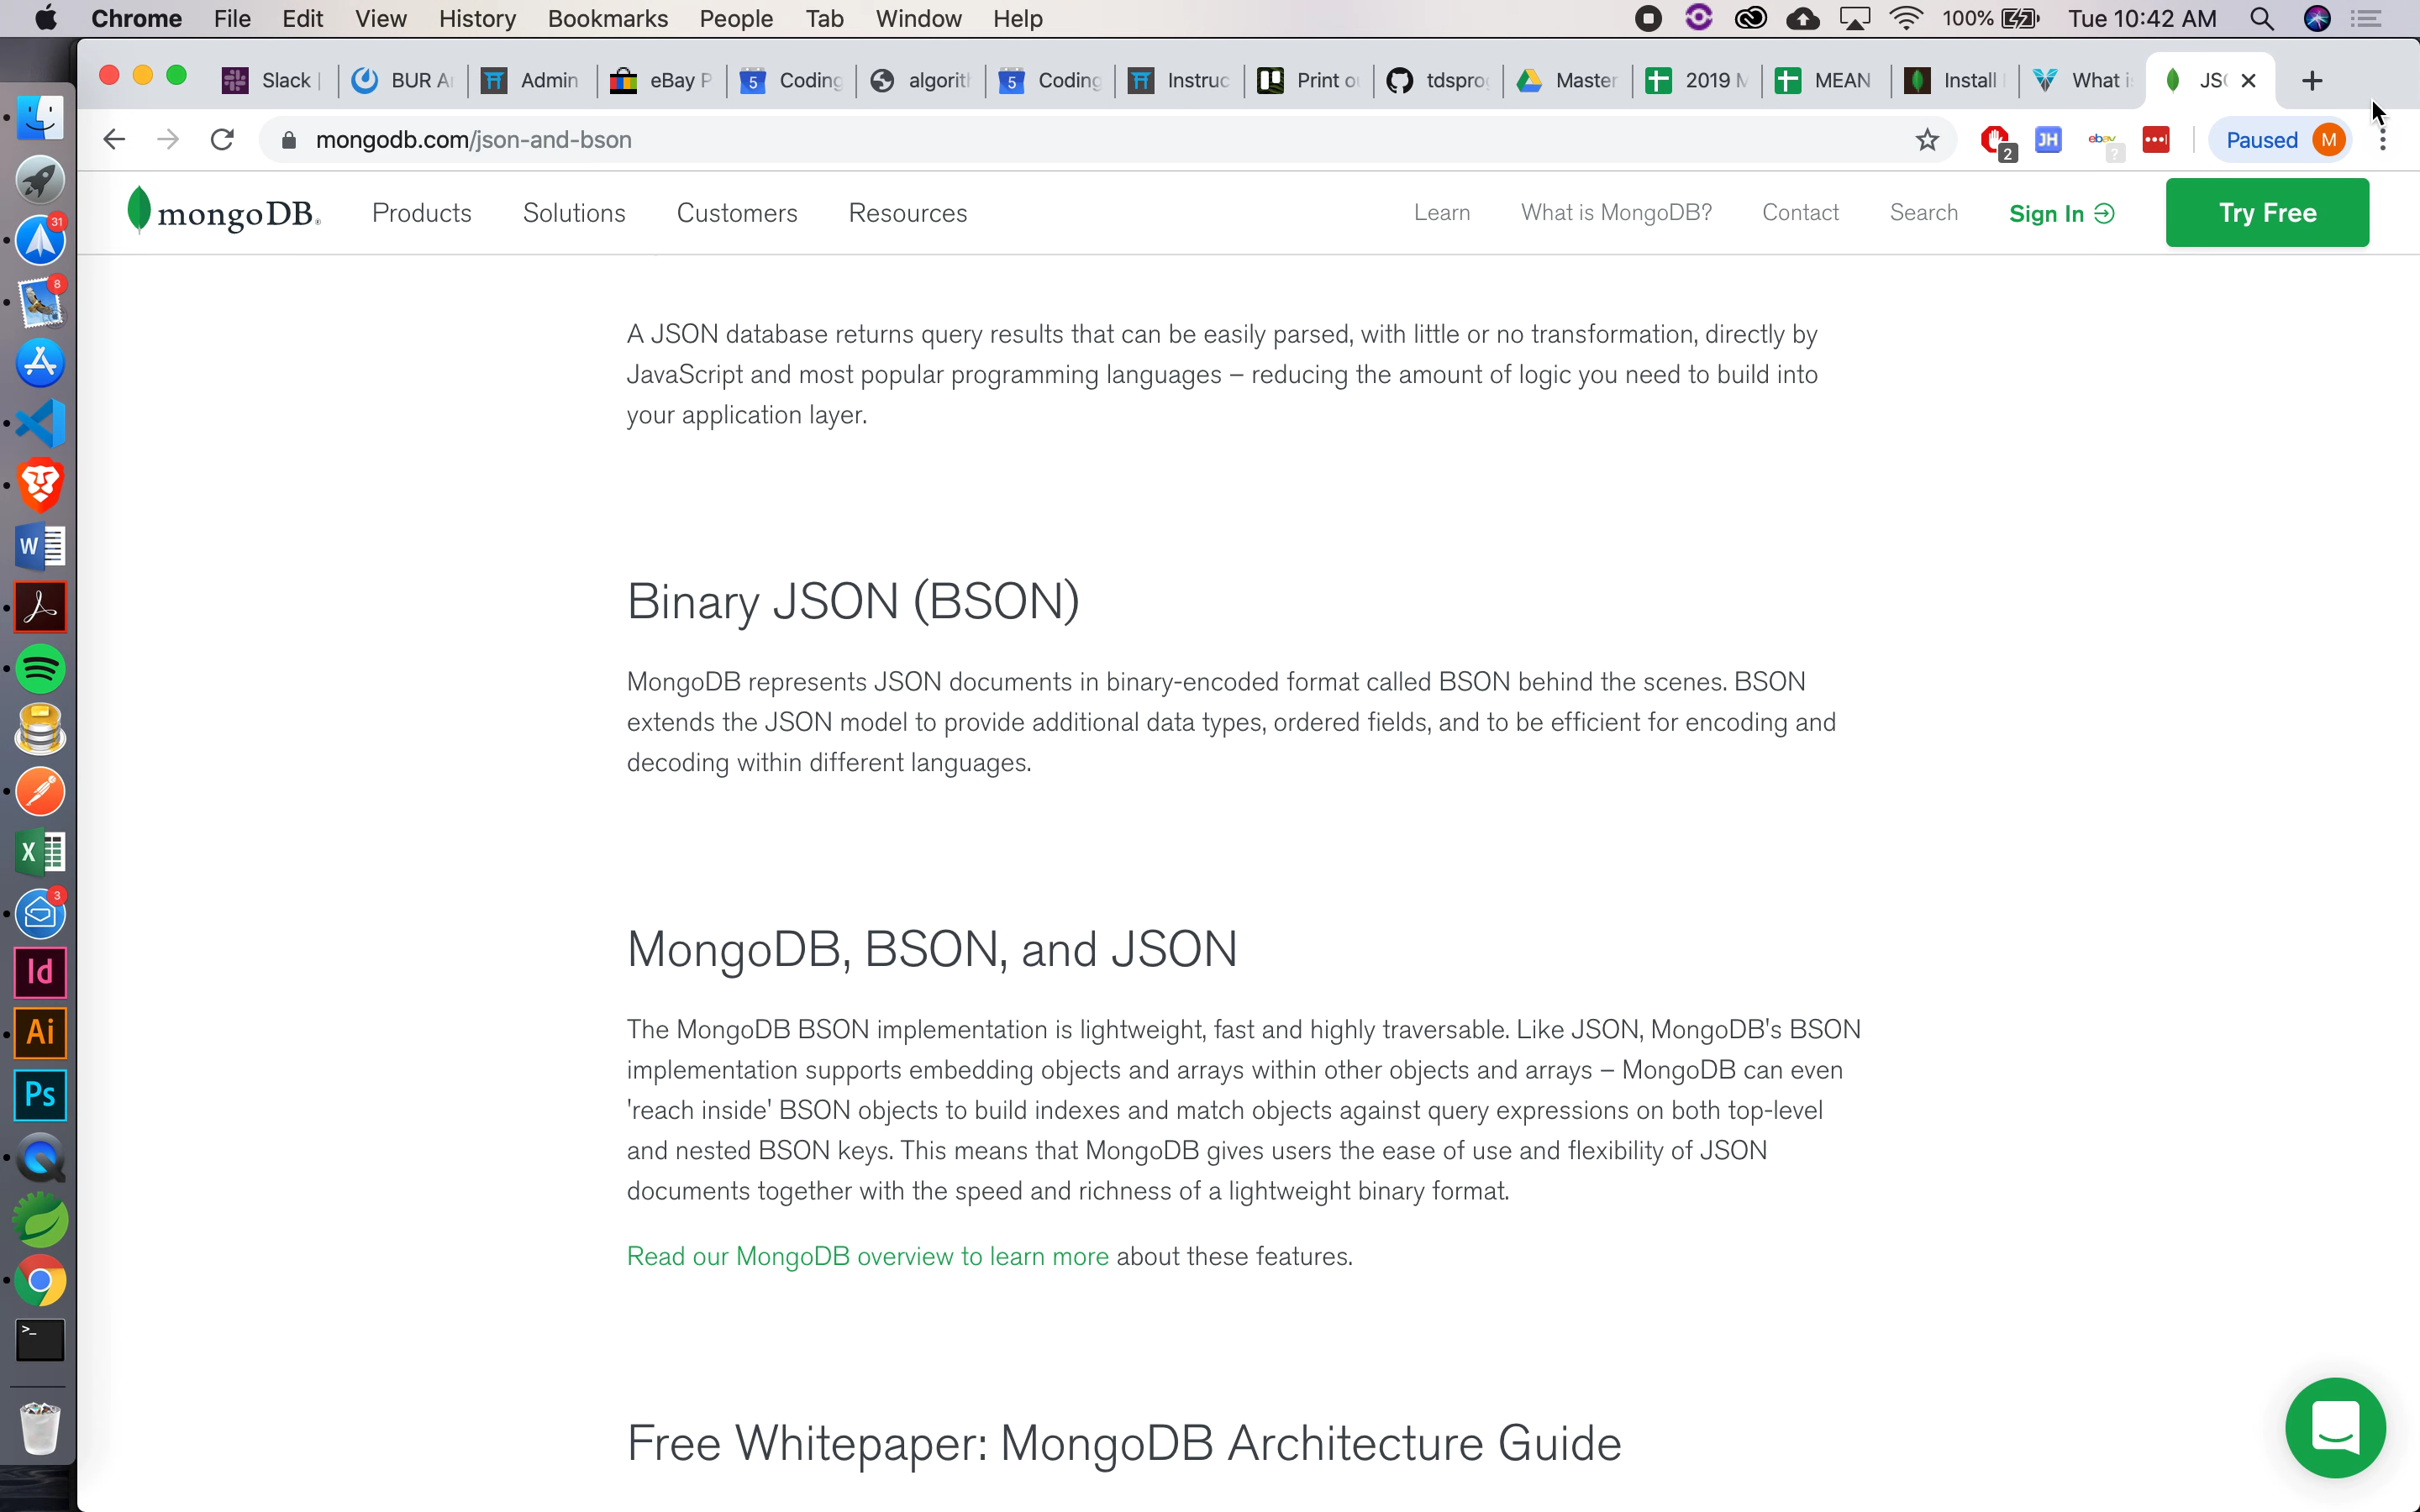 Chrome File Edit View History Bookmarks People Tab Window Help 100% Tue 10:42 AM
Slack BUR Admin eBay P Coding algorit Coding Instruc Print o tdspro Master 2019 MEAN Install What is JS
mongodb.com/json-and-bson 2 JH ebay ? Paused M
mongoDB. Products Solutions Customers Resources Learn What is MongoDB? Contact Search Sign In Try Free
31
8
A JSON database returns query results that can be easily parsed, with little or no transformation, directly by
JavaScript and most popular programming languages – reducing the amount of logic you need to build into
your application layer.
W
Binary JSON (BSON)
MongoDB represents JSON documents in binary-encoded format called BSON behind the scenes. BSON
extends the JSON model to provide additional data types, ordered fields, and to be efficient for encoding and
decoding within different languages.
X
3
MongoDB, BSON, and JSON
Id
The MongoDB BSON implementation is lightweight, fast and highly traversable. Like JSON, MongoDB's BSON
Ai
implementation supports embedding objects and arrays within other objects and arrays – MongoDB can even
Ps
'reach inside' BSON objects to build indexes and match objects against query expressions on both top-level
and nested BSON keys. This means that MongoDB gives users the ease of use and flexibility of JSON
documents together with the speed and richness of a lightweight binary format.
Read our MongoDB overview to learn more about these features.
>_
Free Whitepaper: MongoDB Architecture Guide